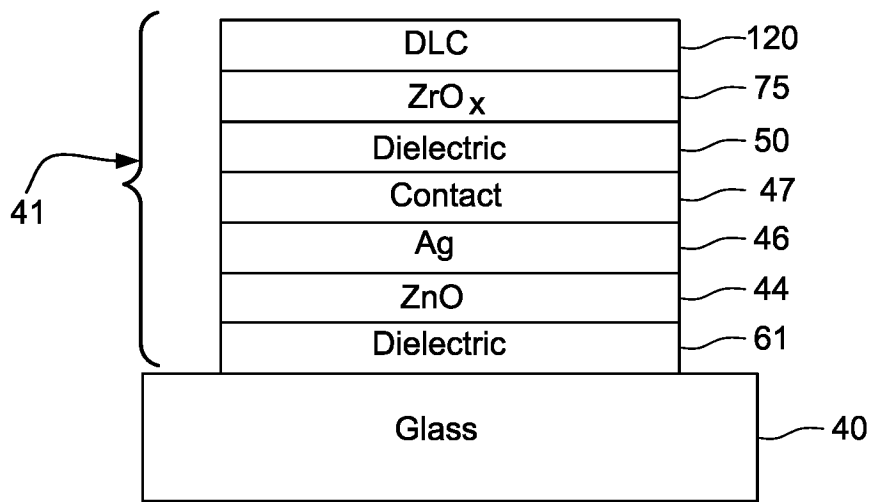 DLC 120
ZrOx 75
Dielectric 50
Contact 47
41
Ag 46
ZnO 44
Dielectric 61
Glass 40